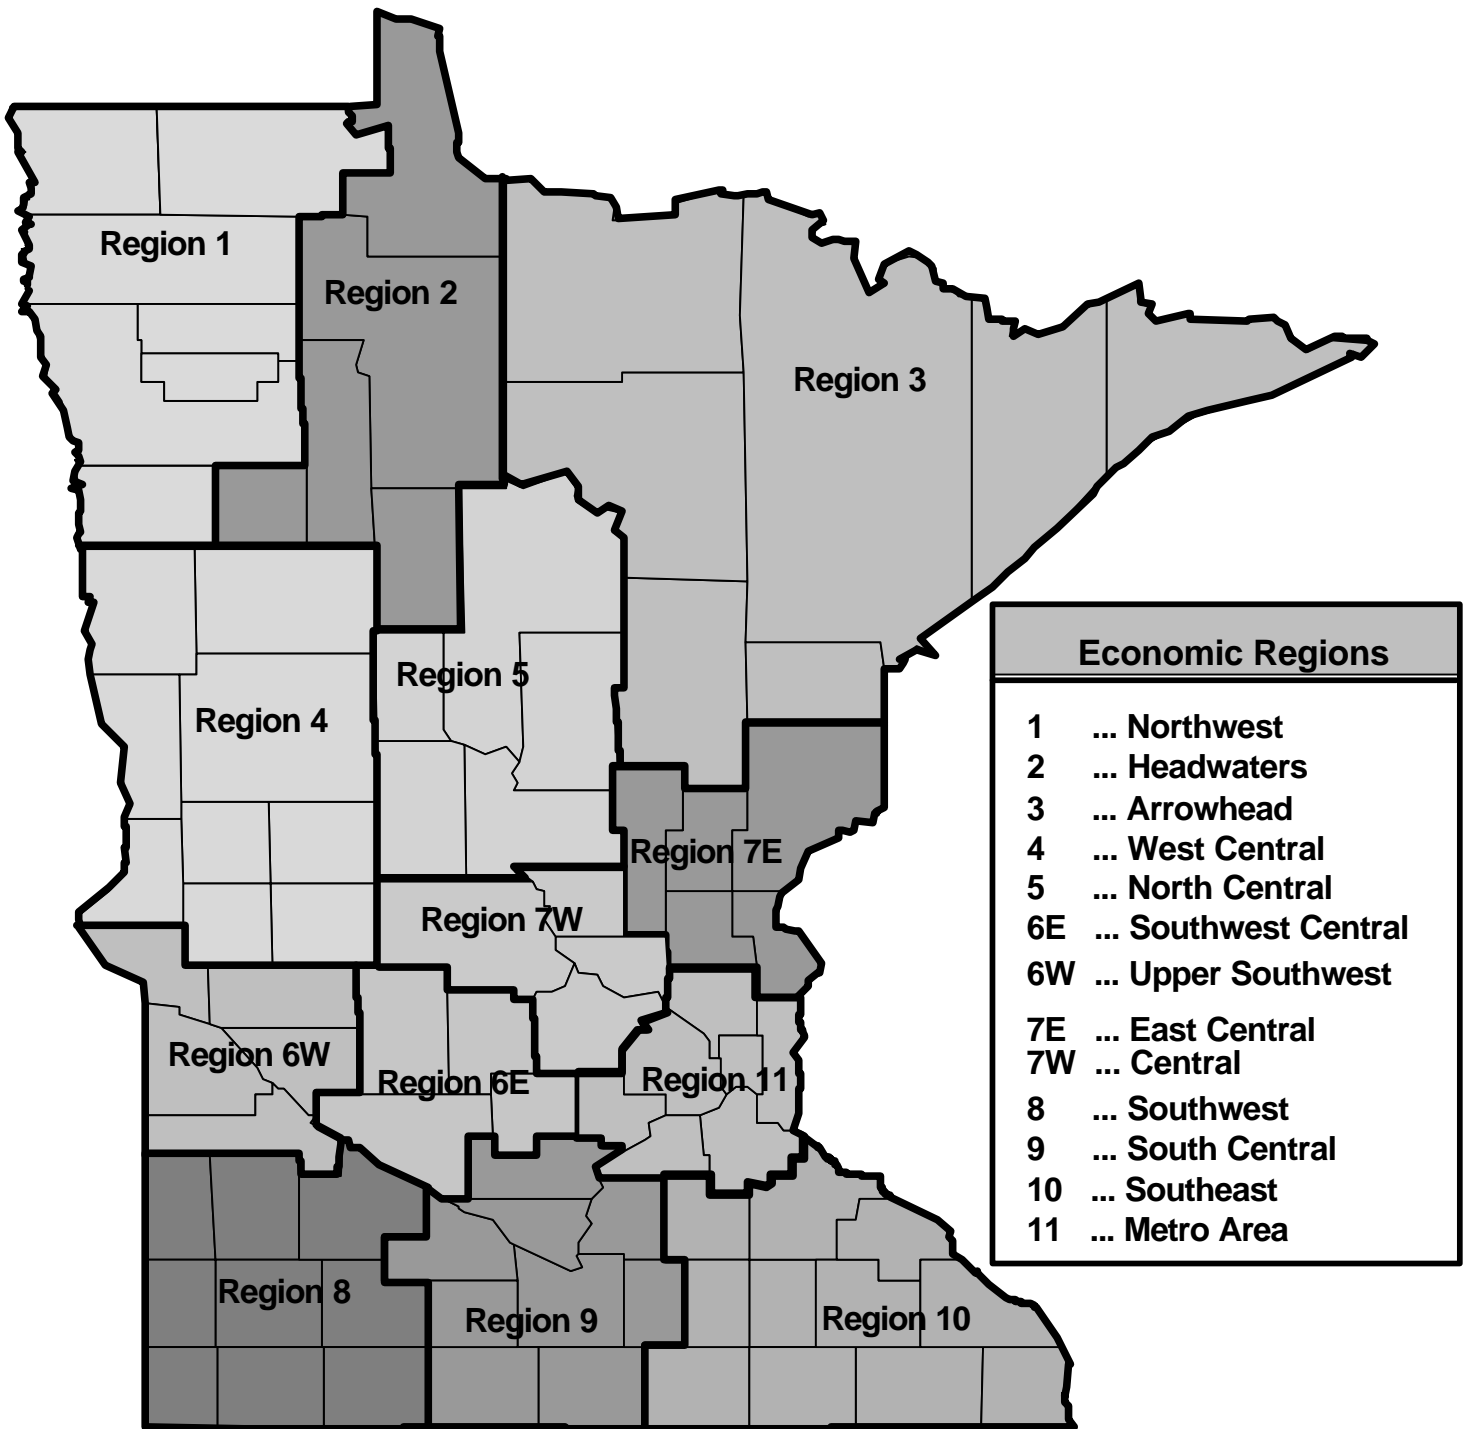 Region 1
Region 2
Region 3
Region 5
Region 4
Region 7E
Region 7W
Region 6W
Region 6E
Region 11
Region 8
Region 9
Region 10
Economic Regions
1 ... Northwest
2 ... Headwaters
3 ... Arrowhead
4 ... West Central
5 ... North Central
6E ... Southwest Central
6W ... Upper Southwest
7E ... East Central
7W ... Central
8 ... Southwest
9 ... South Central
10 ... Southeast
11 ... Metro Area